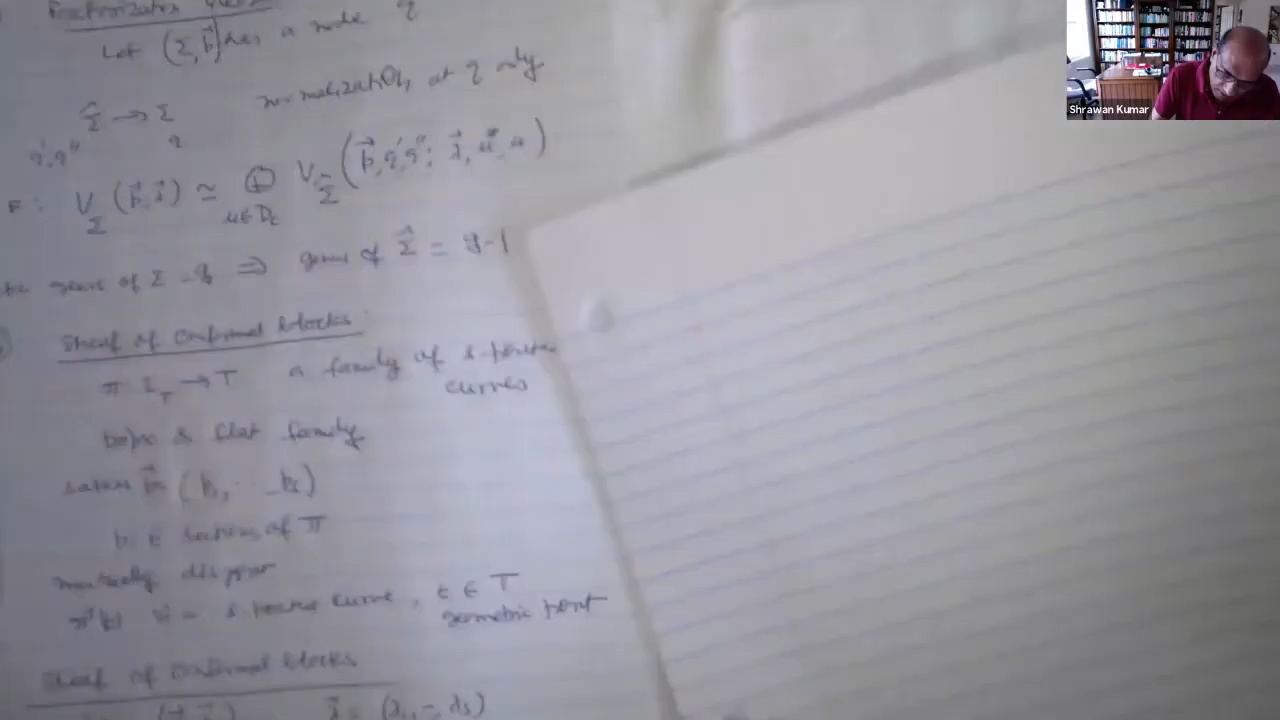 Factorization
Let (Σ, p⃗) has a node q
Σ̂ → Σ normalization at q only
q', q'' q
F: V_Σ(p⃗, λ⃗) ≃ ⊕_{μ∈D_c} V_Σ̂(p⃗, q', q''; λ⃗, μ*, μ)
genus of Σ = g ⇒ genus of Σ̂ = g-1
Sheaf of Conformal blocks
π: Σ_T → T a family of s-pointed
curves
proper & flat family
(p_1, ... p_s)
p_i ∈ sections of π
mutually
s-pointed curve, t ∈ T
geometric point
Sheaf of Conformal blocks
λ⃗ = (λ_1, -, λ_s)
Shrawan Kumar